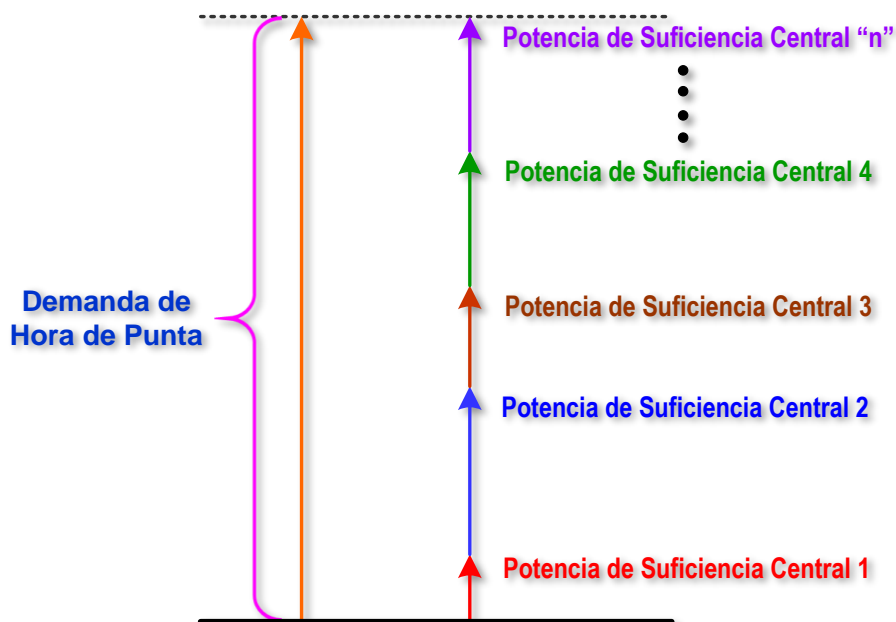 Potencia de Suficiencia Central “n”
Potencia de Suficiencia Central 4
Demanda de
Hora de Punta
Potencia de Suficiencia Central 3
Potencia de Suficiencia Central 2
Potencia de Suficiencia Central 1